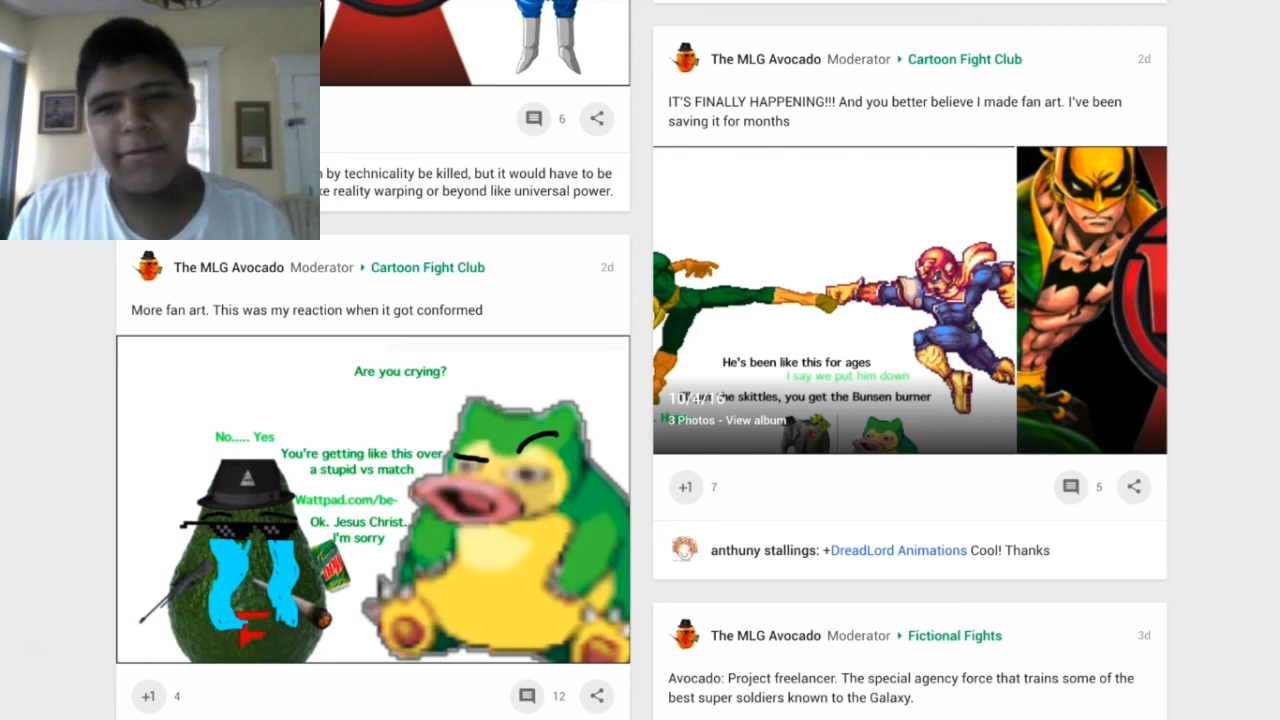 6
n by technicality be killed, but it would have to be
ke reality warping or beyond like universal power.
The MLG Avocado Moderator Cartoon Fight Club 2d
More fan art. This was my reaction when it got conformed
Are you crying?
No..... Yes
You're getting like this over
a stupid vs match
Wattpad.com/be-
Ok. Jesus Christ.
I'm sorry
+1 4 12
The MLG Avocado Moderator Cartoon Fight Club 2d
IT'S FINALLY HAPPENING!!! And you better believe I made fan art. I've been
saving it for months
He's been like this for ages
I say we put him down
he skittles, you get the Bunsen burner
10/4/16
3 Photos - View album
+1 7 5
anthuny stallings: +DreadLord Animations Cool! Thanks
The MLG Avocado Moderator Fictional Fights 3d
Avocado: Project freelancer. The special agency force that trains some of the
best super soldiers known to the Galaxy.